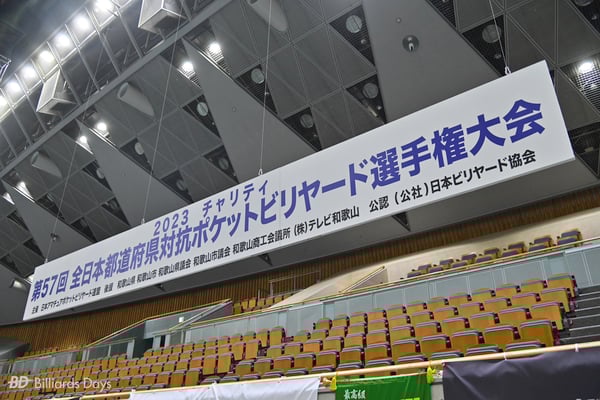 2023 チャリティ
第57回 全日本都道府県対抗ポケットビリヤード選手権大会
主催 日本アマチュアポケットビリヤード連盟 後援 和歌山県 和歌山市 和歌山県議会 和歌山市議会 和歌山商工会議所 (株)テレビ和歌山 公認 (公社)日本ビリヤード協会
最高組
BD Billiards Days